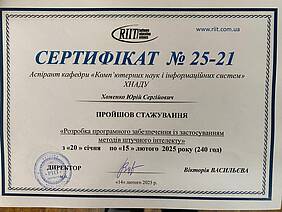 RIIT
www.riit.com.ua
СЕРТИФІКАТ № 25-21
Аспірант кафедри «Комп'ютерних наук і інформаційних систем»
ХНАДУ
Хоменко Юрій Сергійович
ПРОЙШОВ СТАЖУВАННЯ
«Розробка програмного забезпечення із застосуванням
методів штучного інтелекту»
з «20 » січня по «15» лютого 2025 року (240 год)
ДИРЕКТОР Вікторія ВАСИЛЬЄВА
«14» лютого 2025 р.